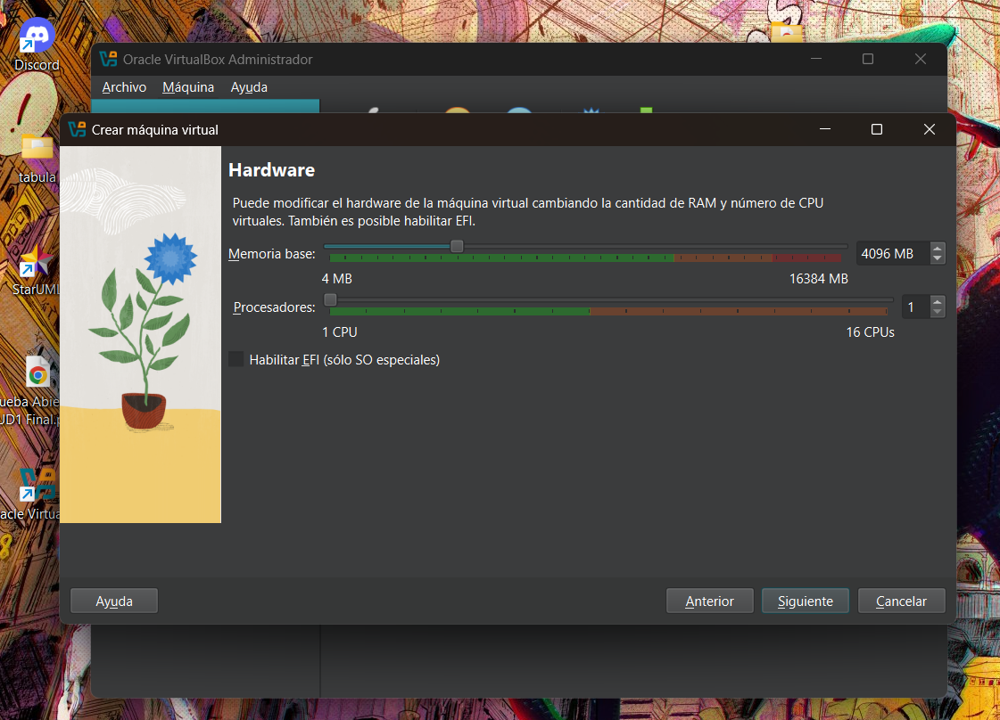 Discord
Oracle VirtualBox Administrador
Archivo Máquina Ayuda
Crear máquina virtual
tabula
Hardware
Puede modificar el hardware de la máquina virtual cambiando la cantidad de RAM y número de CPU
virtuales. También es posible habilitar EFI.
Memoria base: 4096 MB
4 MB 16384 MB
StarUML
Procesadores: 1
1 CPU 16 CPUs
Habilitar EFI (sólo SO especiales)
ueba Abie
UD1 Final.p
acle Virtua
Ayuda Anterior Siguiente Cancelar